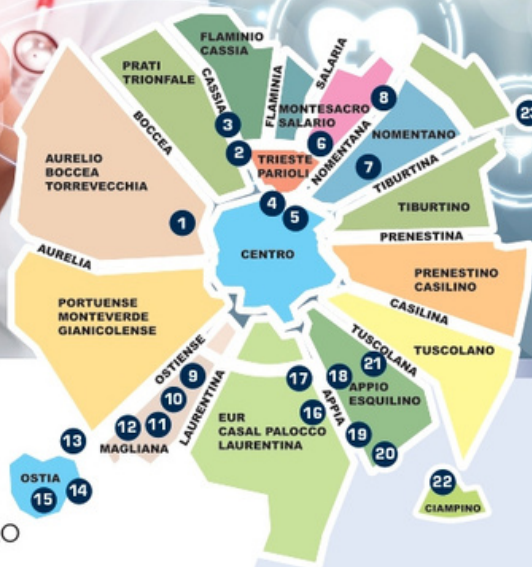 FLAMINIO
CASSIA
PRATI
TRIONFALE
CASSIA
FLAMINIA
SALARIA
MONTESACRO
SALARIO
8
3
2
6
BOCCEA
TRIESTE
PARIOLI
NOMENTANA
NOMENTANO
7
TIBURTINA
23
AURELIO
BOCCEA
TORREVECCHIA
1
4
5
TIBURTINO
PRENESTINA
CENTRO
AURELIA
PRENESTINO
CASILINO
CASILINA
PORTUENSE
MONTEVERDE
GIANICOLENSE
OSTIENSE
9
10
11
12
MAGLIANA
LAURENTINA
TUSCOLANA
TUSCOLANO
21
17
18
APPIO
ESQUILINO
APPIA
16
19
20
EUR
CASAL PALOCCO
LAURENTINA
13
OSTIA
15
14
22
CIAMPINO
O